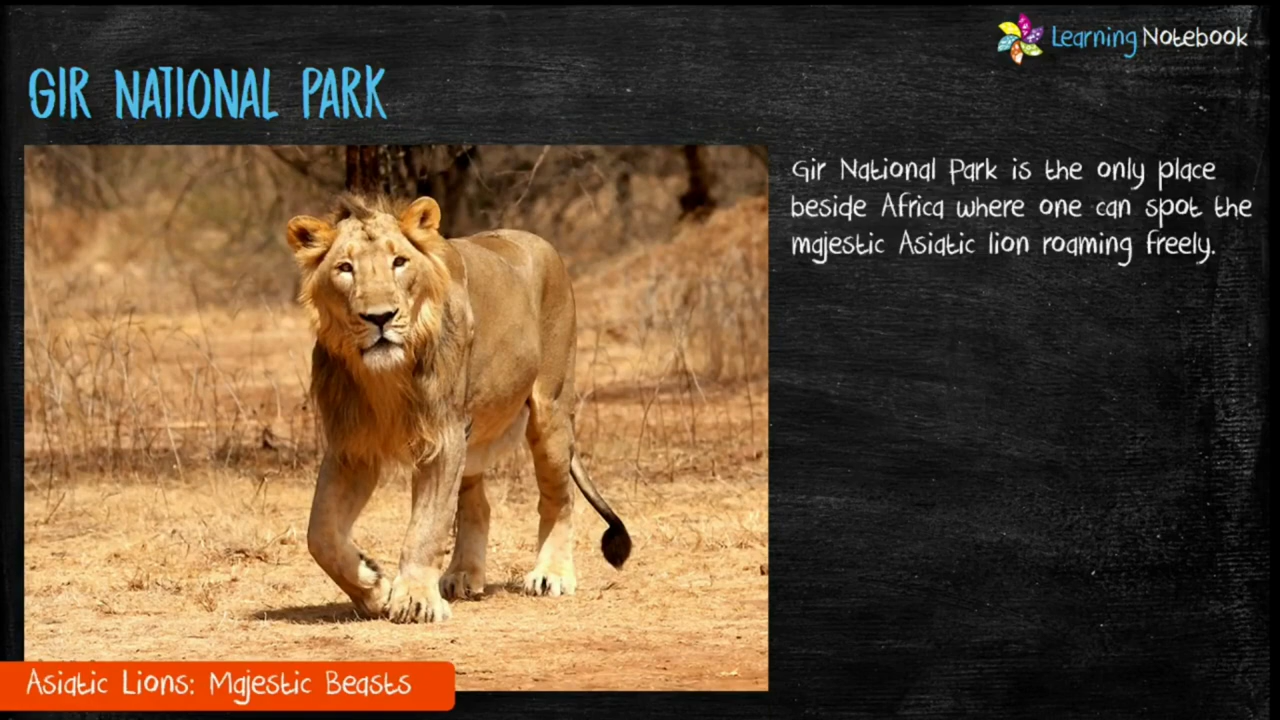 Learning Notebook
GIR NATIONAL PARK
Gir National Park is the only place
beside Africa where one can spot the
majestic Asiatic lion roaming freely.
Asiatic Lions: Majestic Beasts